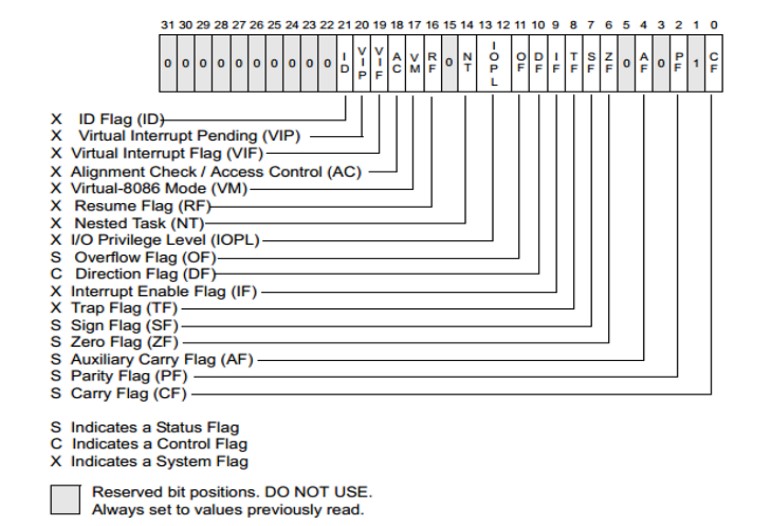 31 30 29 28 27 26 25 24 23 22 21 20 19 18 17 16 15 14 13 12 11 10 9 8 7 6 5 4 3 2 1 0
0 0 0 0 0 0 0 0 0 0 ID VIP VIF AC VM RF 0 NT IOPL OF DF IF TF SF ZF 0 AF 0 PF 1 CF
X ID Flag (ID)
X Virtual Interrupt Pending (VIP)
X Virtual Interrupt Flag (VIF)
X Alignment Check / Access Control (AC)
X Virtual-8086 Mode (VM)
X Resume Flag (RF)
X Nested Task (NT)
X I/O Privilege Level (IOPL)
S Overflow Flag (OF)
C Direction Flag (DF)
X Interrupt Enable Flag (IF)
X Trap Flag (TF)
S Sign Flag (SF)
S Zero Flag (ZF)
S Auxiliary Carry Flag (AF)
S Parity Flag (PF)
S Carry Flag (CF)
S Indicates a Status Flag
C Indicates a Control Flag
X Indicates a System Flag
Reserved bit positions. DO NOT USE.
Always set to values previously read.